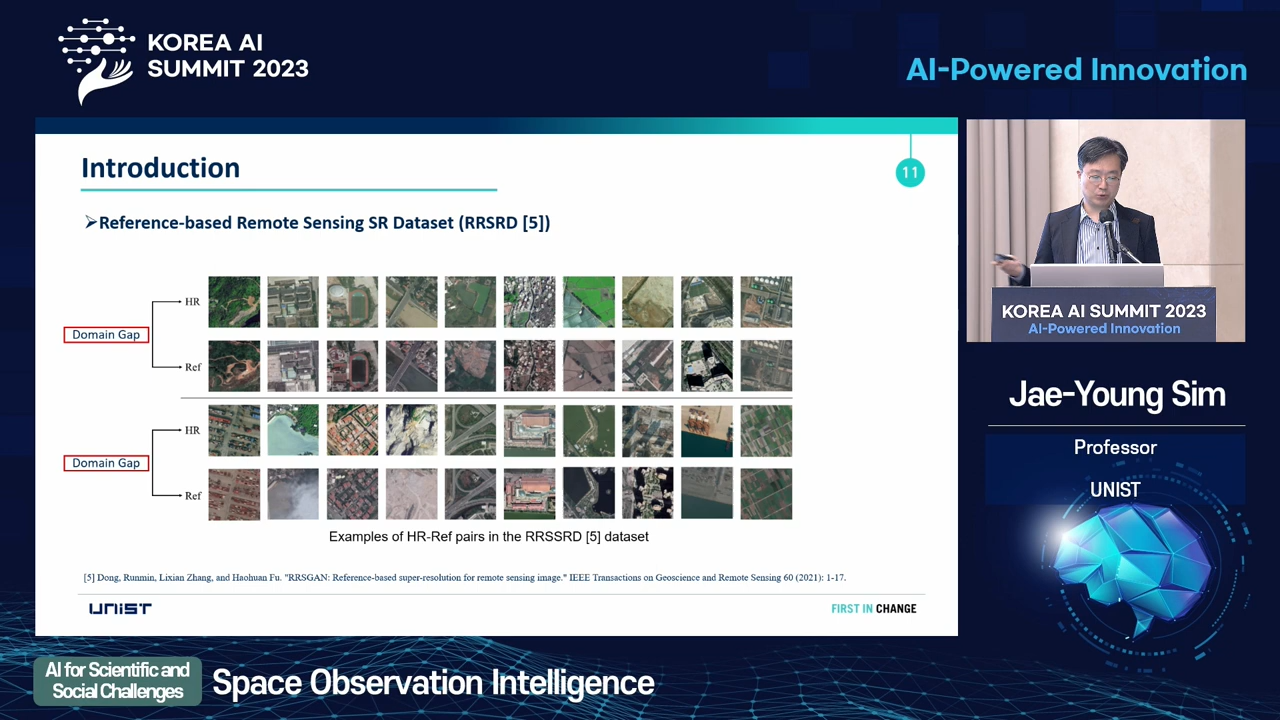 KOREA AI
SUMMIT 2023
AI-Powered Innovation
Introduction
11
➢Reference-based Remote Sensing SR Dataset (RRSRD [5])
HR
Domain Gap
Ref
HR
Domain Gap
Ref
Examples of HR-Ref pairs in the RRSSRD [5] dataset
[5] Dong, Runmin, Lixian Zhang, and Haohuan Fu. "RRSGAN: Reference-based super-resolution for remote sensing image." IEEE Transactions on Geoscience and Remote Sensing 60 (2021): 1-17.
UNIST
FIRST IN CHANGE
KOREA AI SUMMIT 2023
AI-Powered Innovation
Jae-Young Sim
Professor
UNIST
AI for Scientific and
Social Challenges
Space Observation Intelligence